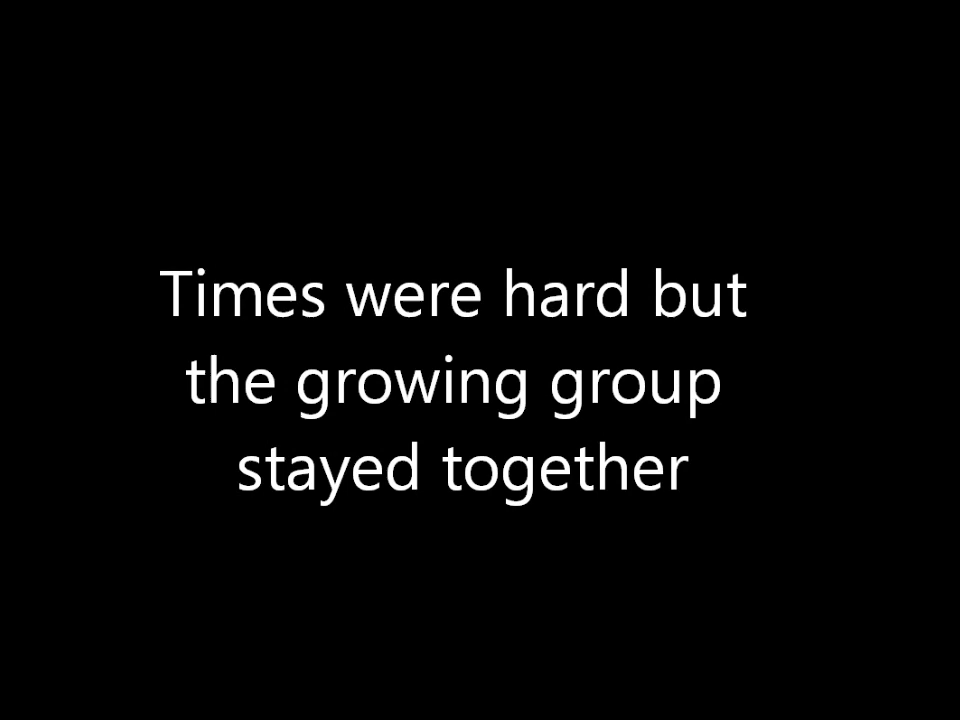 Times were hard but
the growing group
stayed together